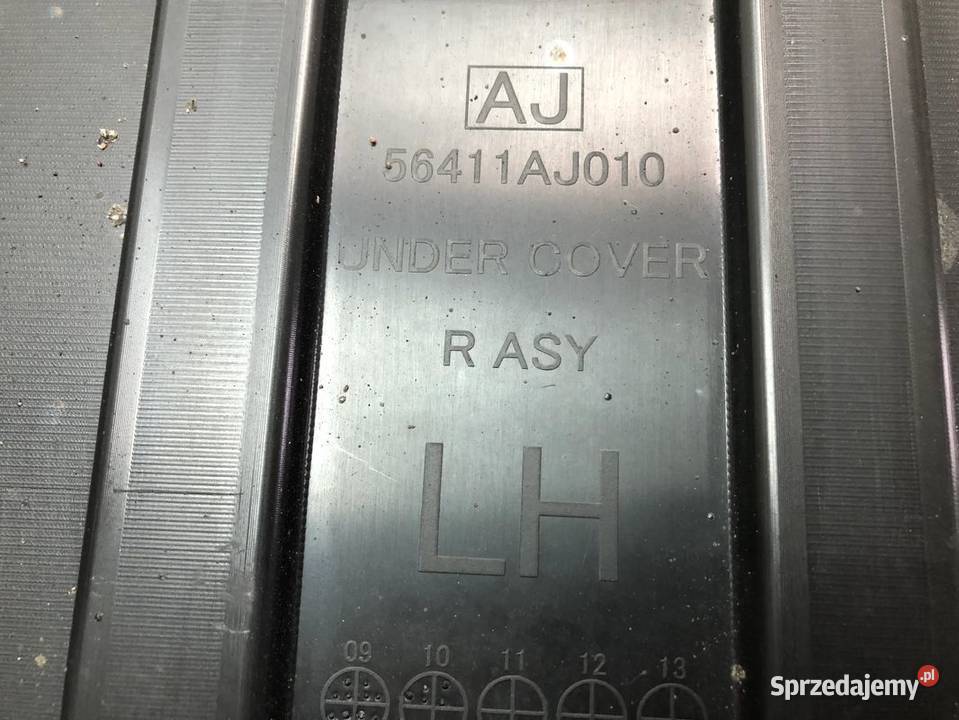 AJ
56411AJ010
UNDER COVER
R ASY
LH
09 10 11 12 13
Sprzedajemy.pl